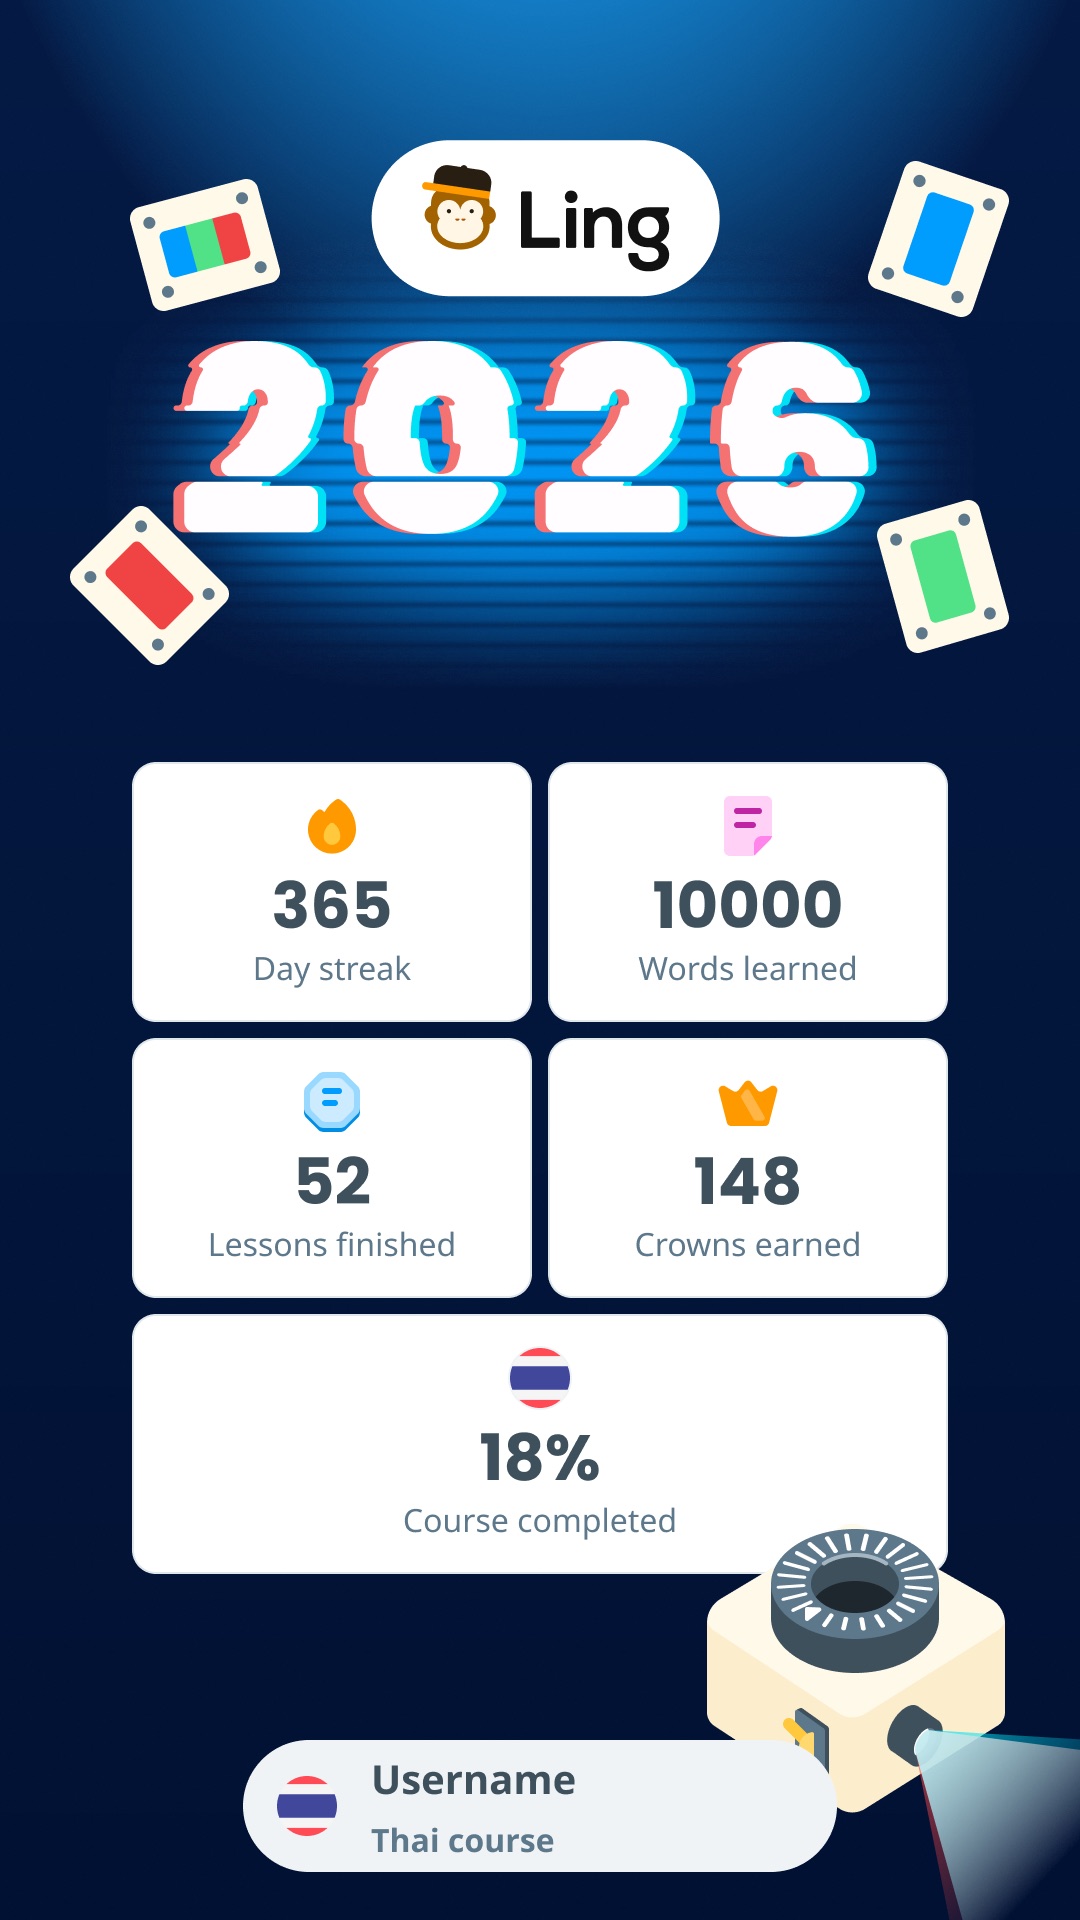 Ling
2026
365
Day streak
10000
Words learned
52
Lessons finished
148
Crowns earned
18%
Course completed
Username
Thai course